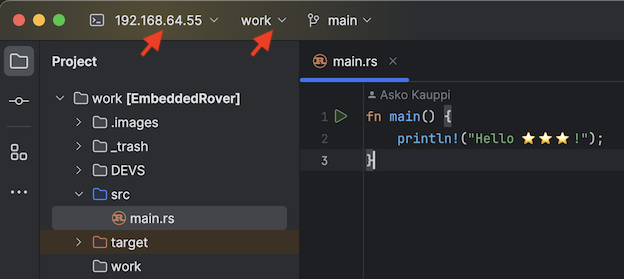 192.168.64.55 work main
Project
main.rs
work [EmbeddedRover]
.images
_trash
DEVS
src
main.rs
target
work
Asko Kauppi
1 fn main() {
2 println!("Hello ⭐⭐⭐!");
3 }